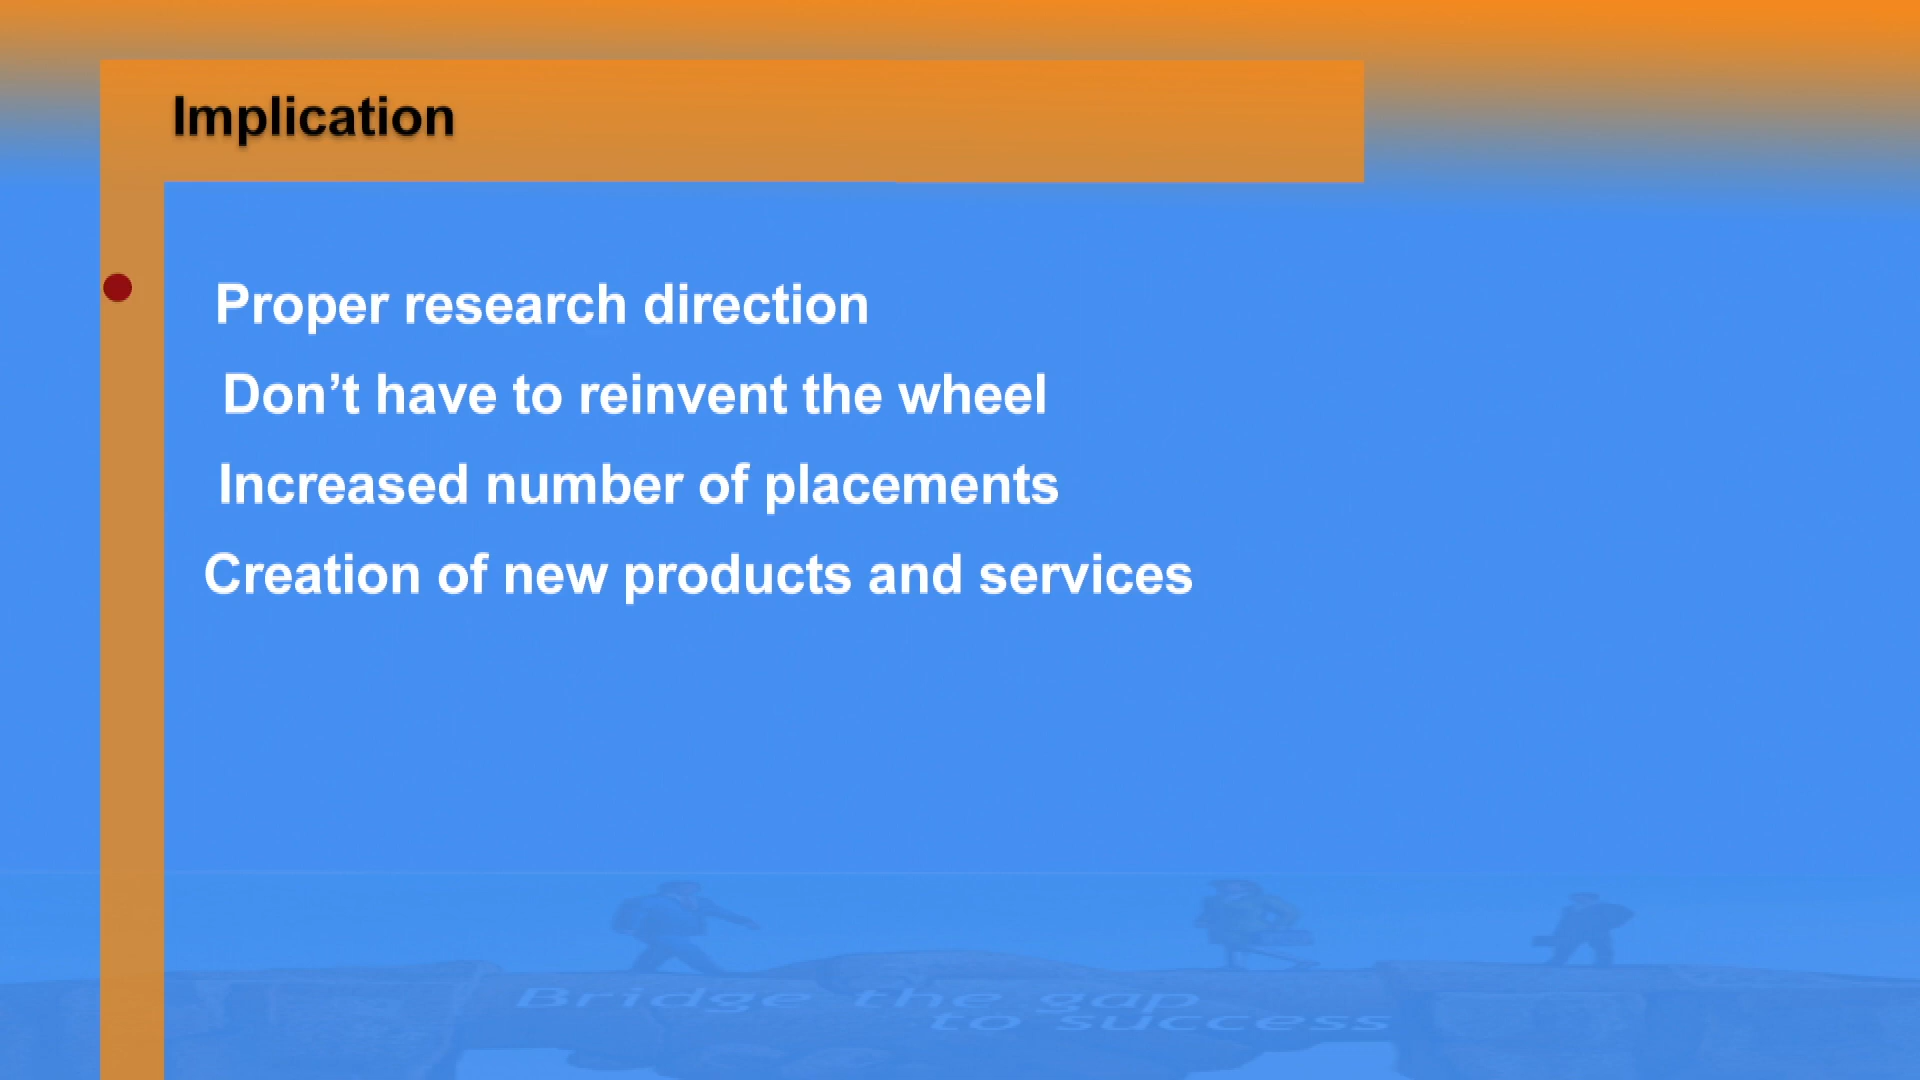 Implication
Proper research direction
Don’t have to reinvent the wheel
Increased number of placements
Creation of new products and services
Bridge the gap
to success